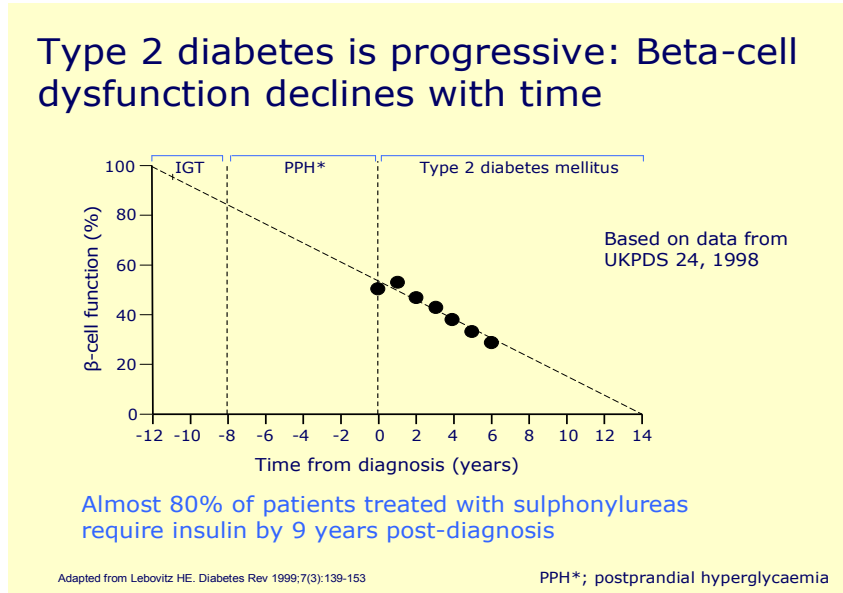 Type 2 diabetes is progressive: Beta-cell
dysfunction declines with time
IGT
PPH*
Type 2 diabetes mellitus
100
80
60
40
20
0
β-cell function (%)
Based on data from
UKPDS 24, 1998
-12 -10 -8 -6 -4 -2 0 2 4 6 8 10 12 14
Time from diagnosis (years)
Almost 80% of patients treated with sulphonylureas
require insulin by 9 years post-diagnosis
Adapted from Lebovitz HE. Diabetes Rev 1999;7(3):139-153
PPH*; postprandial hyperglycaemia